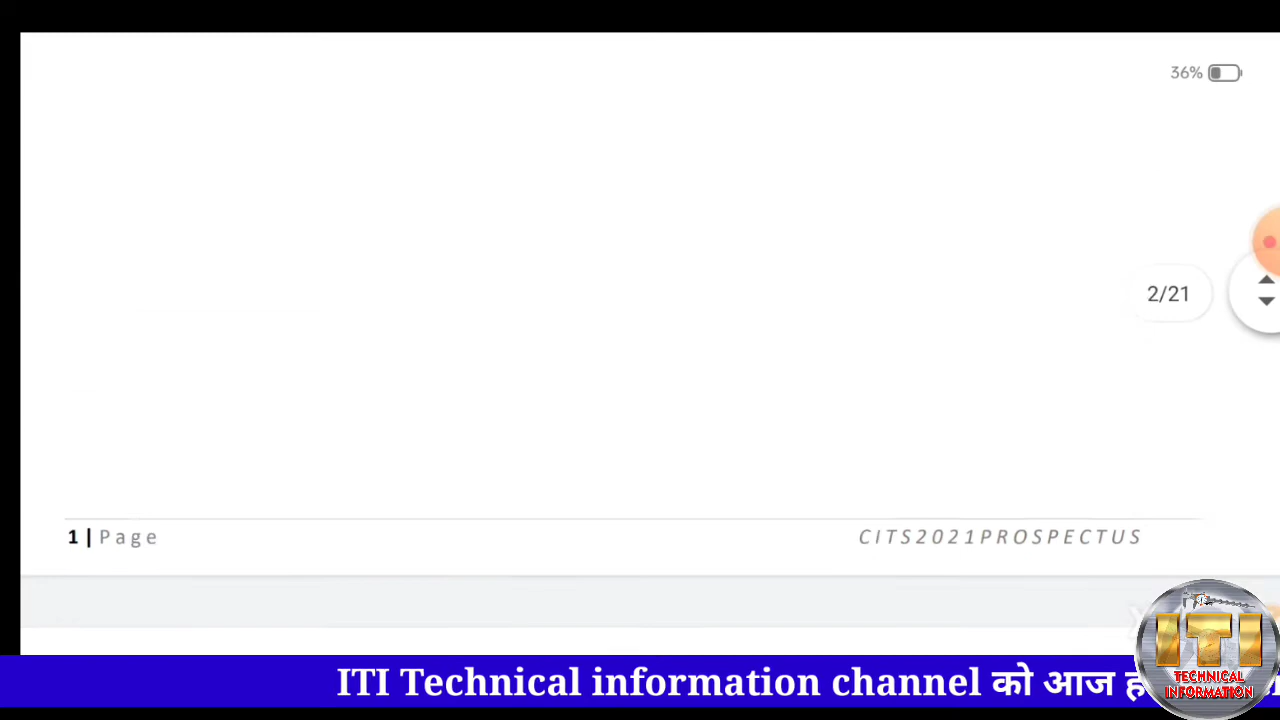 36%
2/21
1 | Page
CITS2021PROSPECTUS
ITI Technical information channel को आज
ITI
TECHNICAL
INFORMATION